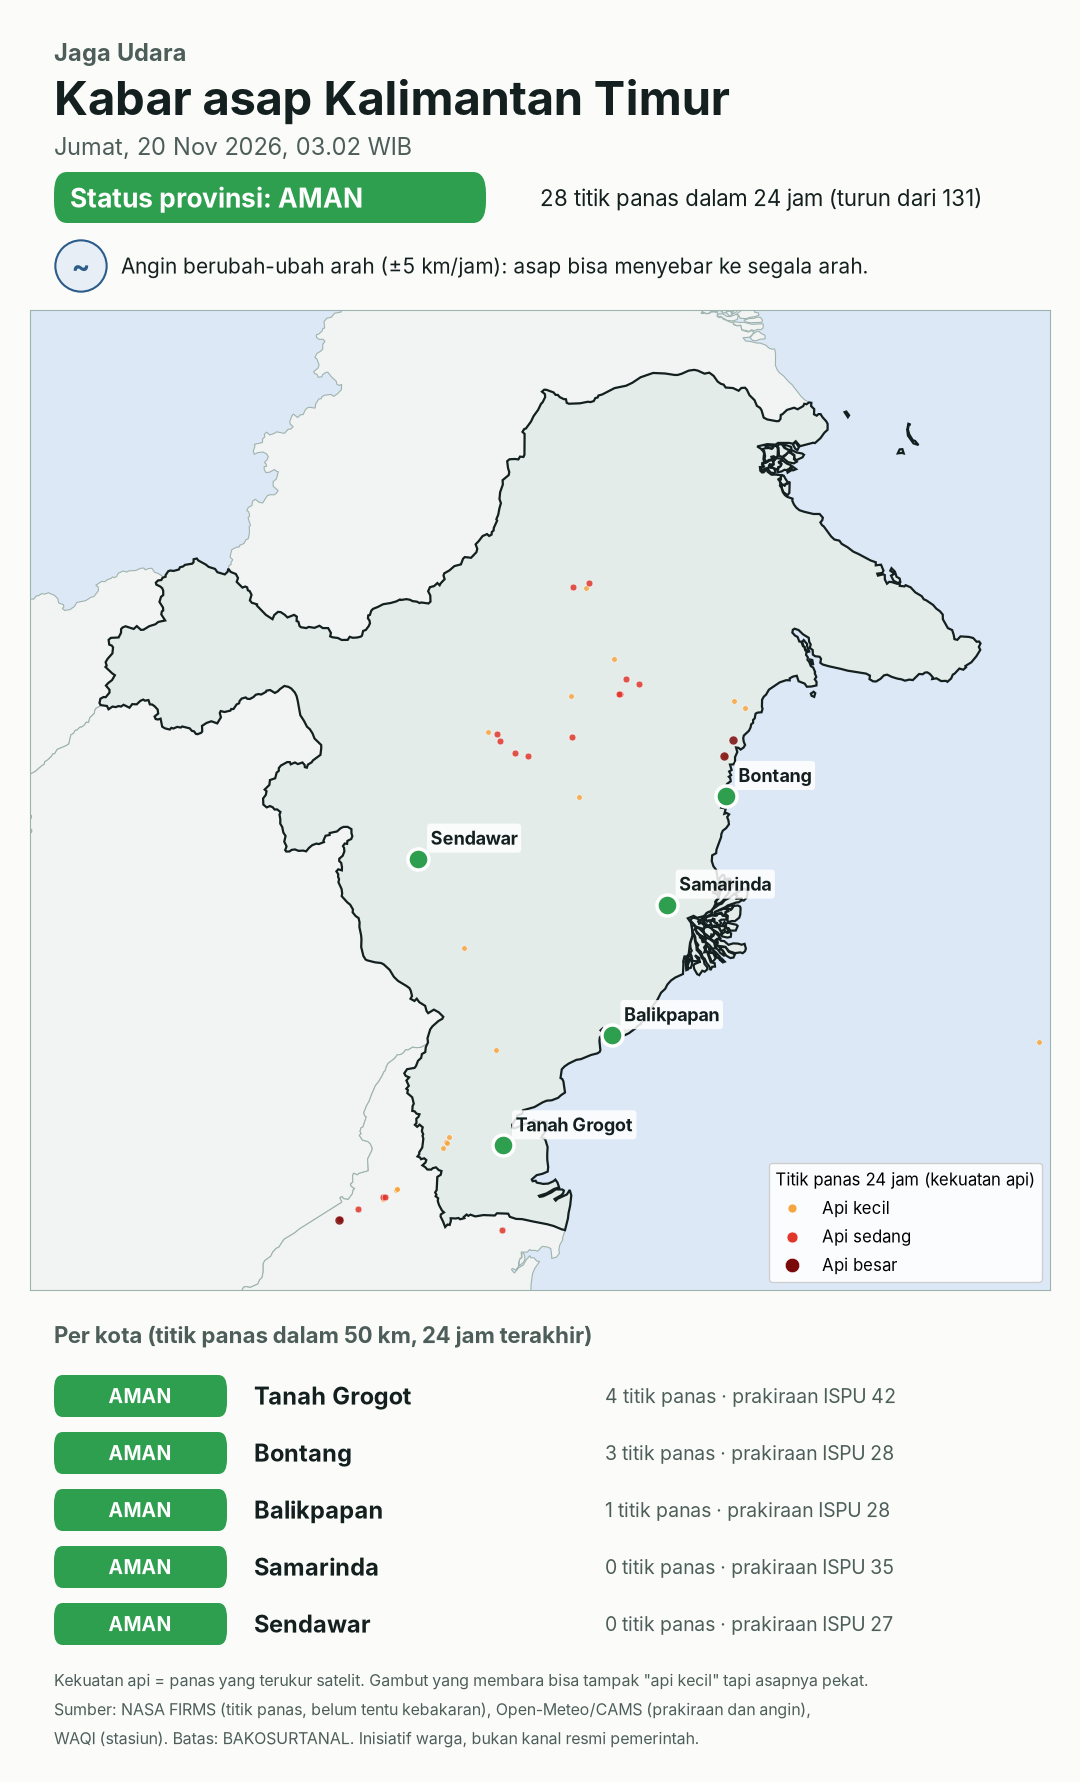 Jaga Udara
Kabar asap Kalimantan Timur
Jumat, 20 Nov 2026, 03.02 WIB
Status provinsi: AMAN
28 titik panas dalam 24 jam (turun dari 131)
~
Angin berubah-ubah arah (±5 km/jam): asap bisa menyebar ke segala arah.
Bontang
Sendawar
Samarinda
Balikpapan
Tanah Grogot
Titik panas 24 jam (kekuatan api)
Api kecil
Api sedang
Api besar
Per kota (titik panas dalam 50 km, 24 jam terakhir)
AMAN Tanah Grogot 4 titik panas · prakiraan ISPU 42
AMAN Bontang 3 titik panas · prakiraan ISPU 28
AMAN Balikpapan 1 titik panas · prakiraan ISPU 28
AMAN Samarinda 0 titik panas · prakiraan ISPU 35
AMAN Sendawar 0 titik panas · prakiraan ISPU 27
Kekuatan api = panas yang terukur satelit. Gambut yang membara bisa tampak "api kecil" tapi asapnya pekat.
Sumber: NASA FIRMS (titik panas, belum tentu kebakaran), Open-Meteo/CAMS (prakiraan dan angin),
WAQI (stasiun). Batas: BAKOSURTANAL. Inisiatif warga, bukan kanal resmi pemerintah.